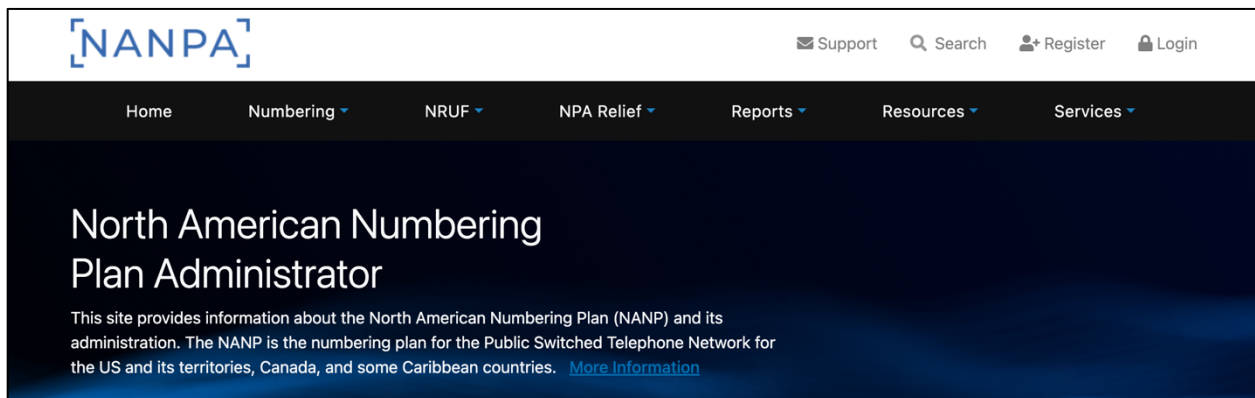 NANPA
Support Search Register Login
Home Numbering NRUF NPA Relief Reports Resources Services
North American Numbering
Plan Administrator
This site provides information about the North American Numbering Plan (NANP) and its
administration. The NANP is the numbering plan for the Public Switched Telephone Network for
the US and its territories, Canada, and some Caribbean countries. More Information